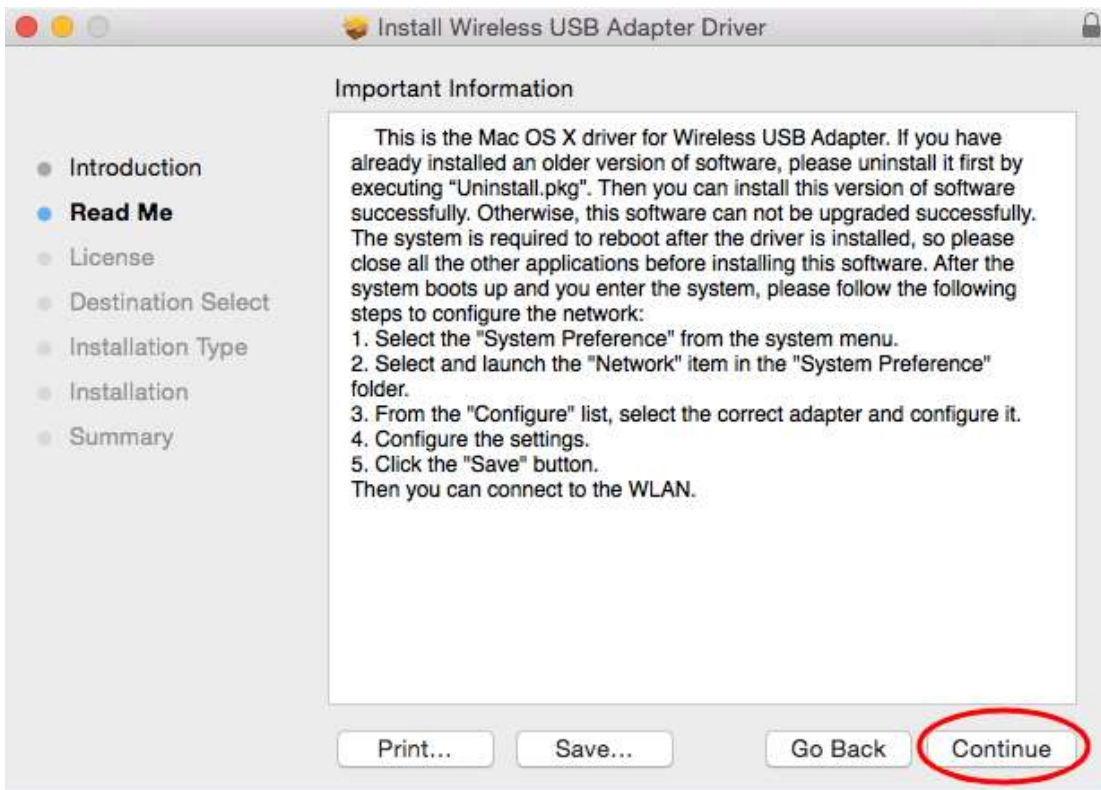 Install Wireless USB Adapter Driver
Important Information
Introduction
Read Me
License
Destination Select
Installation Type
Installation
Summary
This is the Mac OS X driver for Wireless USB Adapter. If you have
already installed an older version of software, please uninstall it first by
executing “Uninstall.pkg”. Then you can install this version of software
successfully. Otherwise, this software can not be upgraded successfully.
The system is required to reboot after the driver is installed, so please
close all the other applications before installing this software. After the
system boots up and you enter the system, please follow the following
steps to configure the network:
1. Select the "System Preference" from the system menu.
2. Select and launch the "Network" item in the "System Preference"
folder.
3. From the "Configure" list, select the correct adapter and configure it.
4. Configure the settings.
5. Click the "Save" button.
Then you can connect to the WLAN.
Print...
Save...
Go Back
Continue